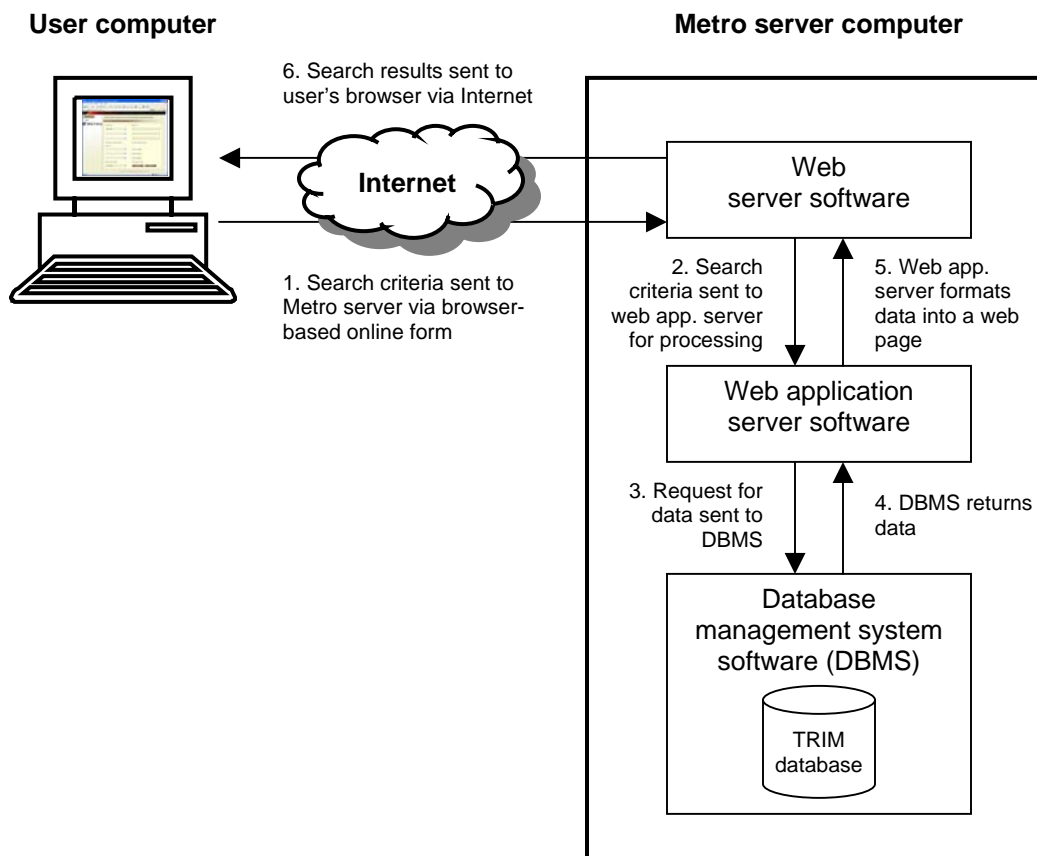 User computer
Metro server computer
6. Search results sent to
user's browser via Internet
Internet
Web
server software
1. Search criteria sent to
Metro server via browser-
based online form
2. Search
criteria sent to
web app. server
for processing
5. Web app.
server formats
data into a web
page
Web application
server software
3. Request for
data sent to
DBMS
4. DBMS returns
data
Database
management system
software (DBMS)
TRIM
database